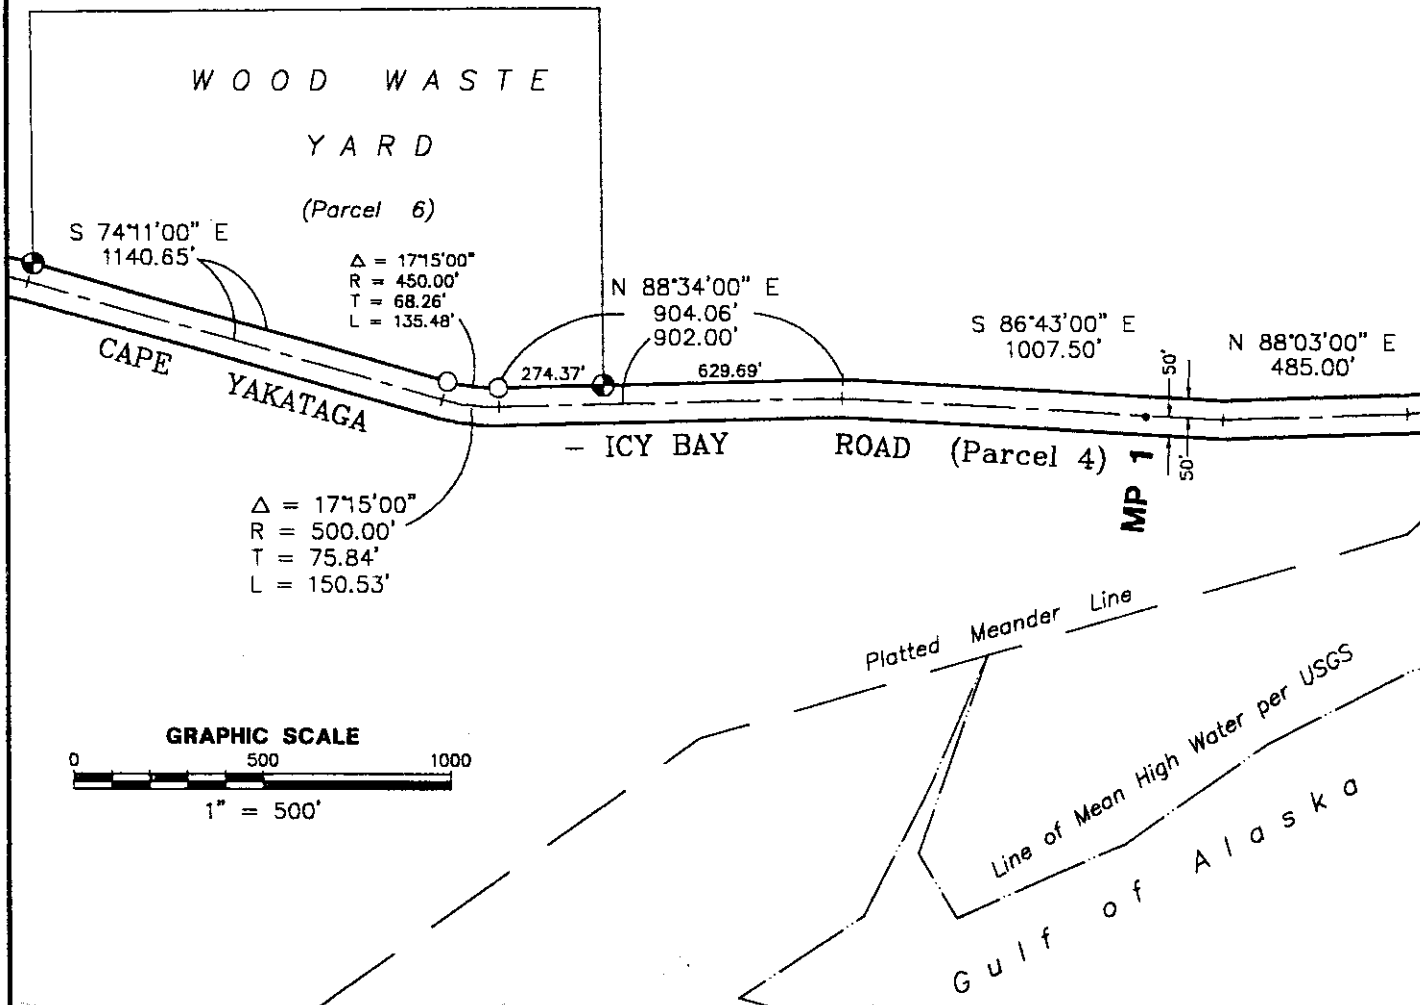 WOOD WASTE
YARD
(Parcel 6)
S 74°11'00" E
1140.65'
Δ = 17°15'00"
R = 450.00'
T = 68.26'
L = 135.48'
N 88°34'00" E
904.06'
902.00'
274.37'
629.69'
S 86°43'00" E
1007.50'
50'
N 88°03'00" E
485.00'
CAPE YAKATAGA - ICY BAY ROAD (Parcel 4)
MP 1
50'
Δ = 17°15'00"
R = 500.00'
T = 75.84'
L = 150.53'
Platted Meander Line
Line of Mean High Water per USGS
Gulf of Alaska
GRAPHIC SCALE
0 500 1000
1" = 500'